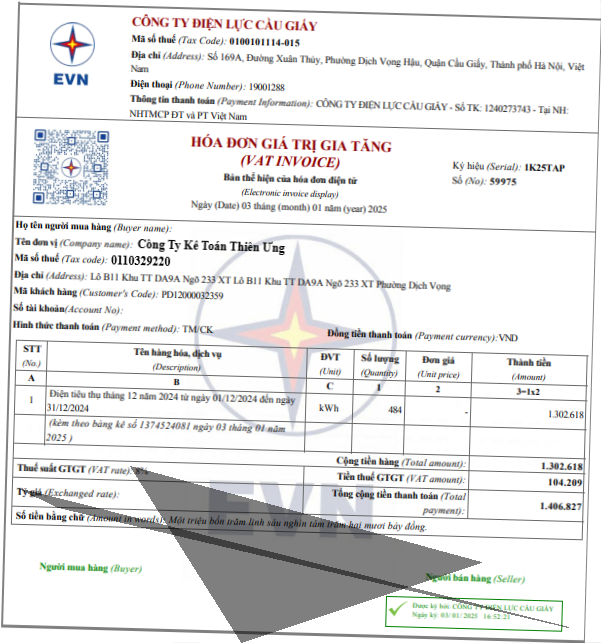 CÔNG TY ĐIỆN LỰC CẦU GIẤY
Mã số thuế (Tax Code): 0100101114-015
Địa chỉ (Address): Số 169A, Đường Xuân Thủy, Phường Dịch Vọng Hậu, Quận Cầu Giấy, Thành phố Hà Nội, Việt
Nam
Điện thoại (Phone Number): 19001288
Thông tin thanh toán (Payment Information): CÔNG TY ĐIỆN LỰC CẦU GIẤY - Số TK: 1240273743 - Tại NH:
NHTMCP ĐT và PT Việt Nam
EVN
HÓA ĐƠN GIÁ TRỊ GIA TĂNG
(VAT INVOICE)
Bản thể hiện của hóa đơn điện tử
(Electronic invoice display)
Ngày (Date) 03 tháng (month) 01 năm (year) 2025
Ký hiệu (Serial): 1K25TAP
Số (No): 59975
Họ tên người mua hàng (Buyer name):
Tên đơn vị (Company name): Công Ty Kê Toán Thiên Ưng
Mã số thuế (Tax code): 0110329220
Địa chỉ (Address): Lô B11 Khu TT DA9A Ngõ 233 XT Lô B11 Khu TT DA9A Ngõ 233 XT Phường Dịch Vọng
Mã khách hàng (Customer's Code): PD12000032359
Số tài khoản(Account No):
Hình thức thanh toán (Payment method): TM/CK
Đồng tiền thanh toán (Payment currency):VND
STT (No.) Tên hàng hóa, dịch vụ (Description) ĐVT (Unit) Số lượng (Quantity) Đơn giá (Unit price) Thành tiền (Amount)
A B C 1 2 3=1x2
1 Điện tiêu thụ tháng 12 năm 2024 từ ngày 01/12/2024 đến ngày
31/12/2024 kWh 484 - 1.302.618
(kèm theo bảng kê số 1374524081 ngày 03 tháng 01 năm
2025 )
Cộng tiền hàng (Total amount): 1.302.618
Thuế suất GTGT (VAT rate): 8% Tiền thuế GTGT (VAT amount): 104.209
Tỷ giá (Exchanged rate): Tổng cộng tiền thanh toán (Total
payment): 1.406.827
Số tiền bằng chữ (Amount in words): Một triệu bốn trăm linh sáu nghìn tám trăm hai mươi bảy đồng.
EVN
Người mua hàng (Buyer)
Người bán hàng (Seller)
Được ký bởi: CÔNG TY ĐIỆN LỰC CẦU GIẤY
Ngày ký: 03/01/2025 16:52:21